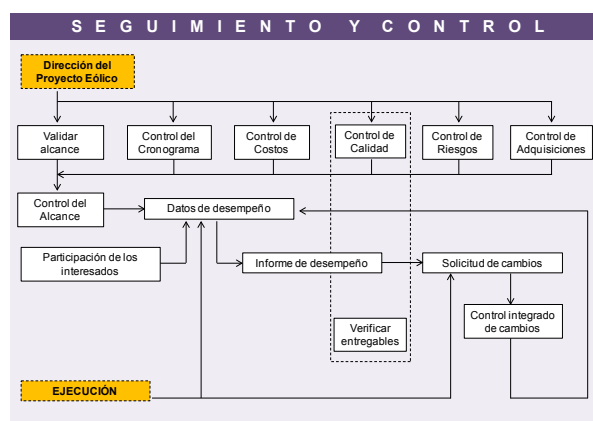 SEGUIMIENTO Y CONTROL
Dirección del
Proyecto Eólico
Validar
alcance
Control del
Cronograma
Control de
Costos
Control de
Calidad
Control de
Riesgos
Control de
Adquisiciones
Control del
Alcance
Datos de desempeño
Participación de los
interesados
Informe de desempeño
Solicitud de cambios
Control integrado
de cambios
Verificar
entregables
EJECUCIÓN